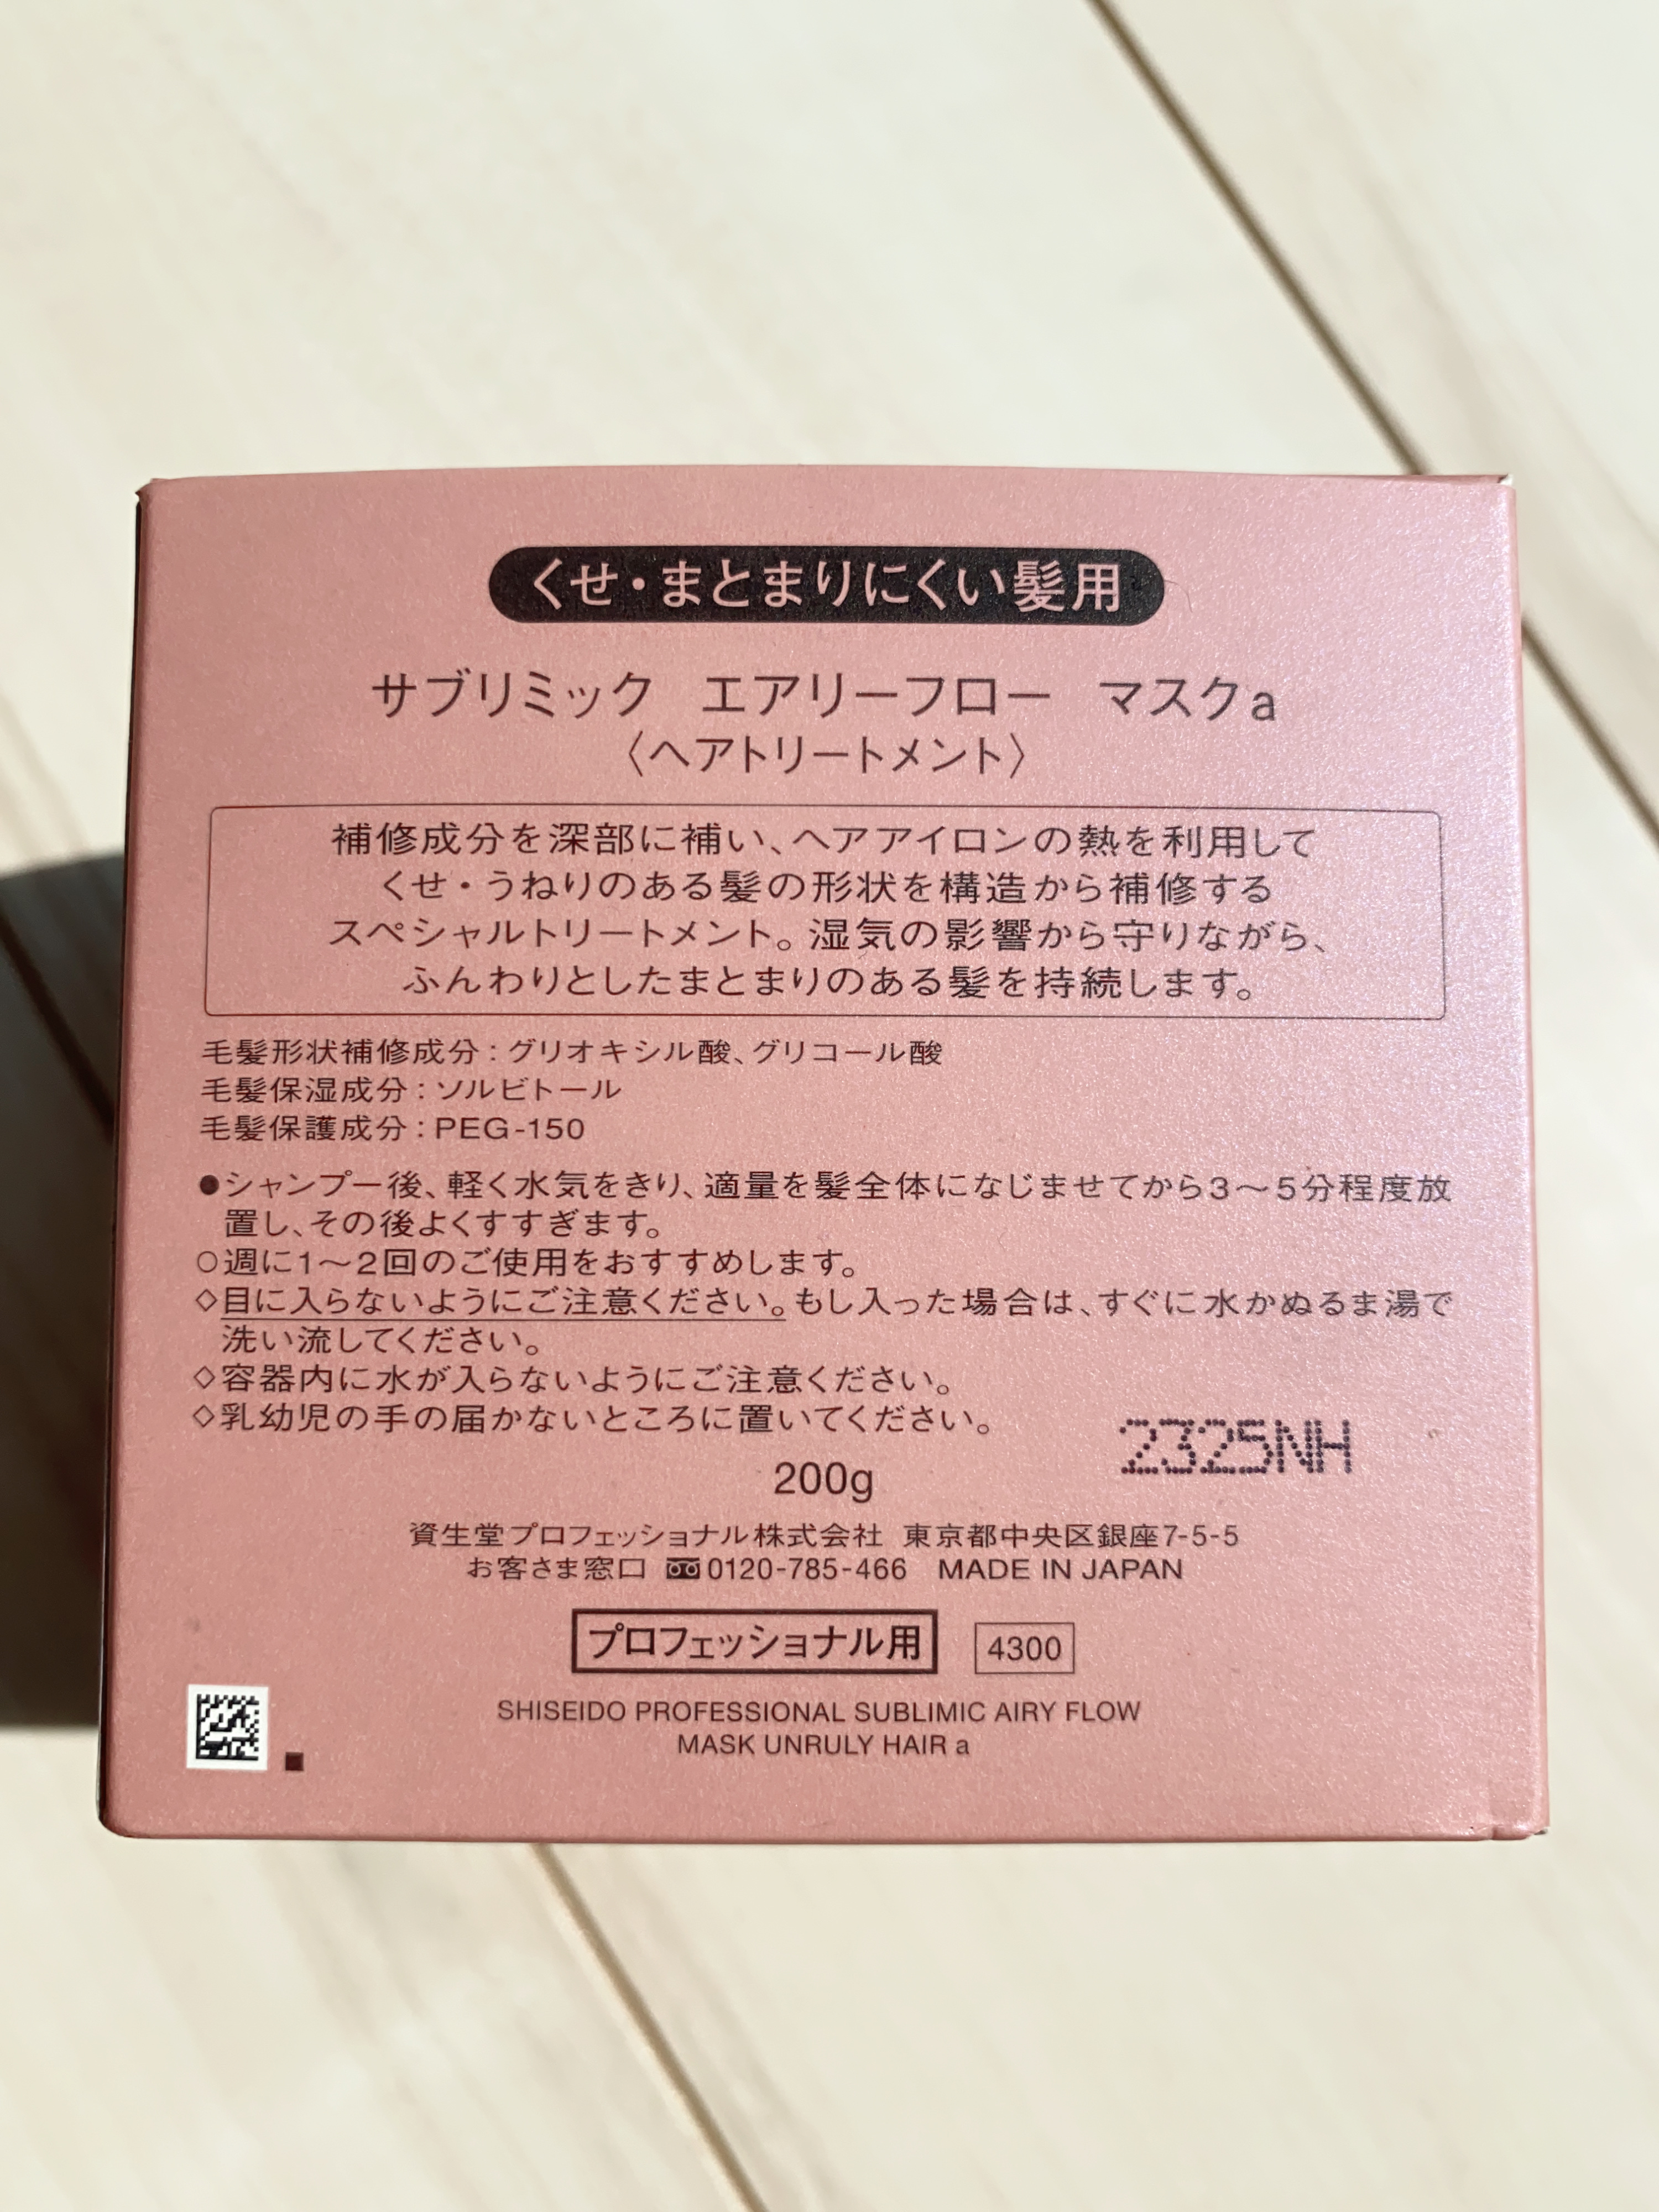 くせ・まとまりにくい髪用
サブリミック エアリーフロー マスクa
〈ヘアトリートメント〉
補修成分を深部に補い、ヘアアイロンの熱を利用して
くせ・うねりのある髪の形状を構造から補修する
スペシャルトリートメント。湿気の影響から守りながら、
ふんわりとしたまとまりのある髪を持続します。
毛髪形状補修成分：グリオキシル酸、グリコール酸
毛髪保湿成分：ソルビトール
毛髪保護成分：PEG-150
●シャンプー後、軽く水気をきり、適量を髪全体になじませてから3～5分程度放
置し、その後よくすすぎます。
○週に1～2回のご使用をおすすめします。
◇目に入らないようにご注意ください。もし入った場合は、すぐに水かぬるま湯で
洗い流してください。
◇容器内に水が入らないようにご注意ください。
◇乳幼児の手の届かないところに置いてください。
2325NH
200g
資生堂プロフェッショナル株式会社 東京都中央区銀座7-5-5
お客さま窓口 0120-785-466 MADE IN JAPAN
プロフェッショナル用 4300
SHISEIDO PROFESSIONAL SUBLIMIC AIRY FLOW
MASK UNRULY HAIR a